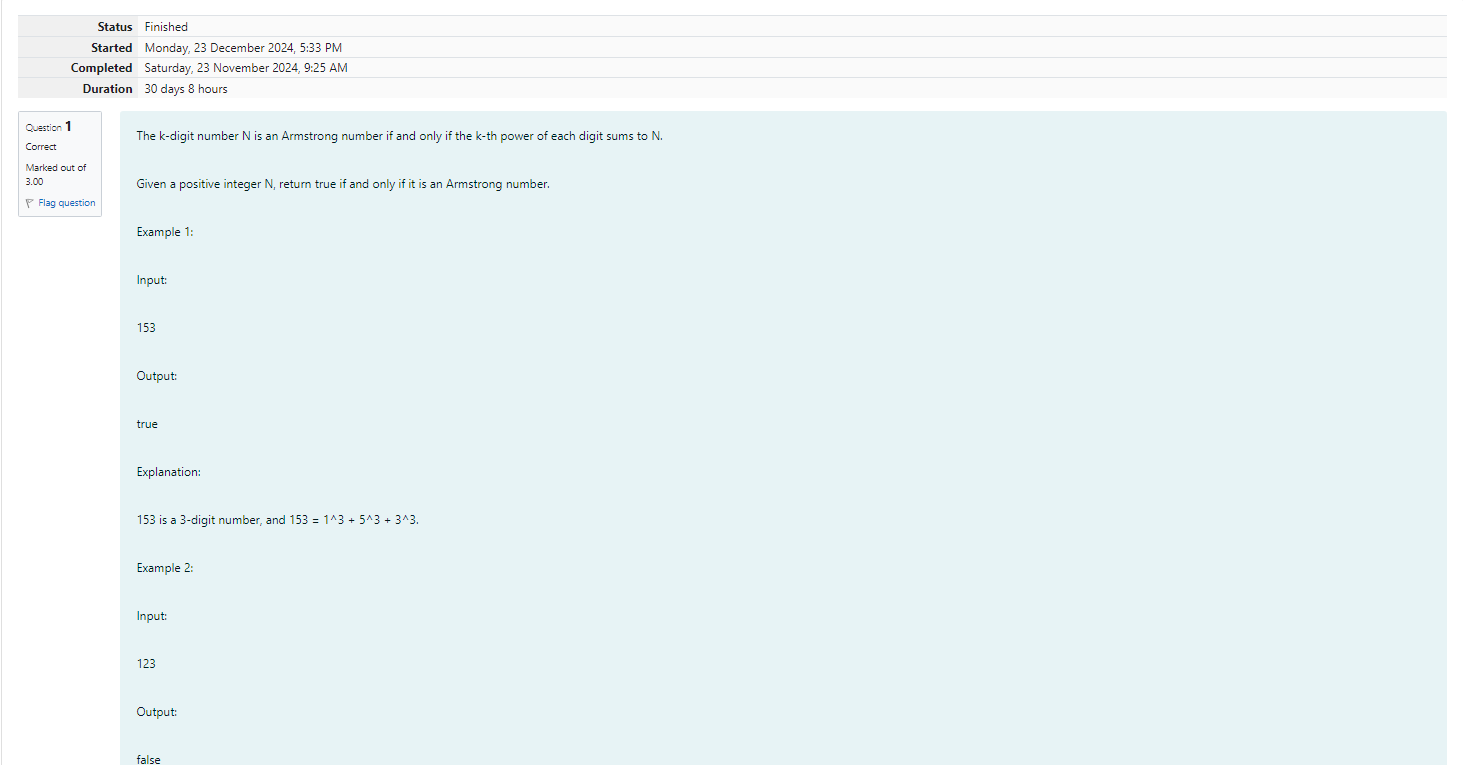 Status Finished
Started Monday, 23 December 2024, 5:33 PM
Completed Saturday, 23 November 2024, 9:25 AM
Duration 30 days 8 hours
Question 1
Correct
Marked out of
3.00
Flag question
The k-digit number N is an Armstrong number if and only if the k-th power of each digit sums to N.
Given a positive integer N, return true if and only if it is an Armstrong number.
Example 1:
Input:
153
Output:
true
Explanation:
153 is a 3-digit number, and 153 = 1^3 + 5^3 + 3^3.
Example 2:
Input:
123
Output:
false